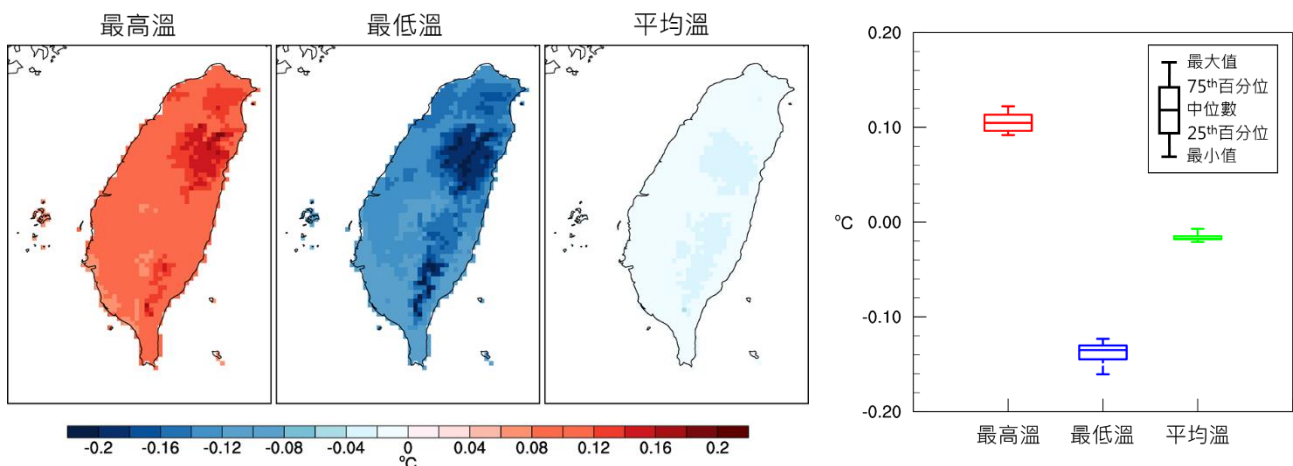 最高溫
最低溫
平均溫
-0.2 -0.16 -0.12 -0.08 -0.04 0 0.04 0.08 0.12 0.16 0.2
°C
0.20
0.10
°C 0.00
-0.10
-0.20
最大值
75th百分位
中位數
25th百分位
最小值
最高溫 最低溫 平均溫